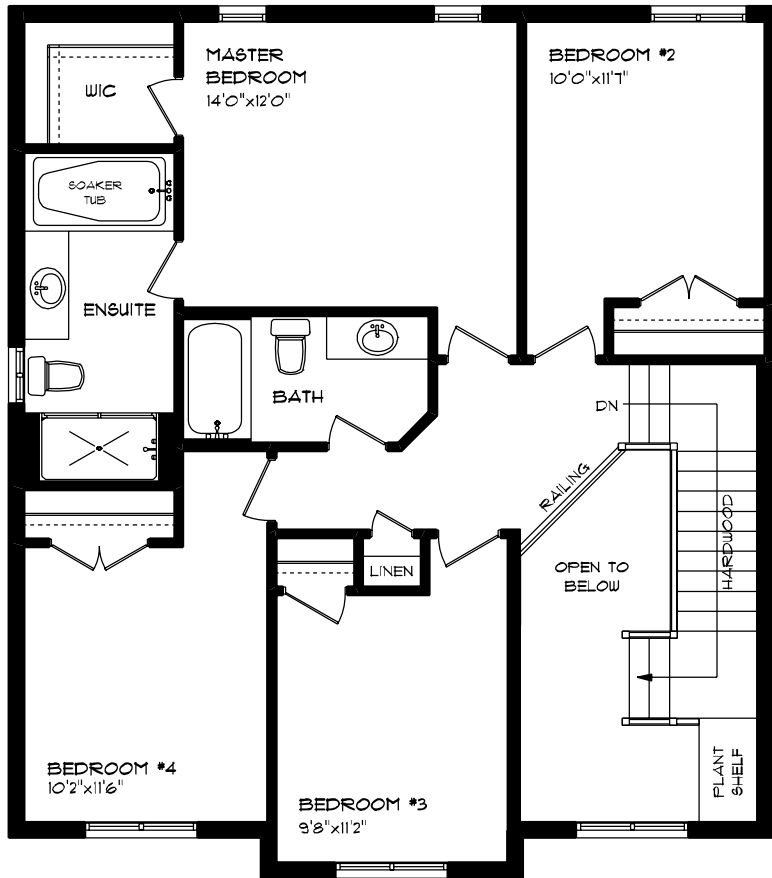 MASTER
BEDROOM
14'0"x12'0"
BEDROOM #2
10'0"x11'7"
WIC
SOAKER
TUB
ENSUITE
BATH
DN
RAILING
HARDWOOD
OPEN TO
BELOW
LINEN
BEDROOM #4
10'2"x11'6"
BEDROOM #3
9'8"x11'2"
PLANT
SHELF